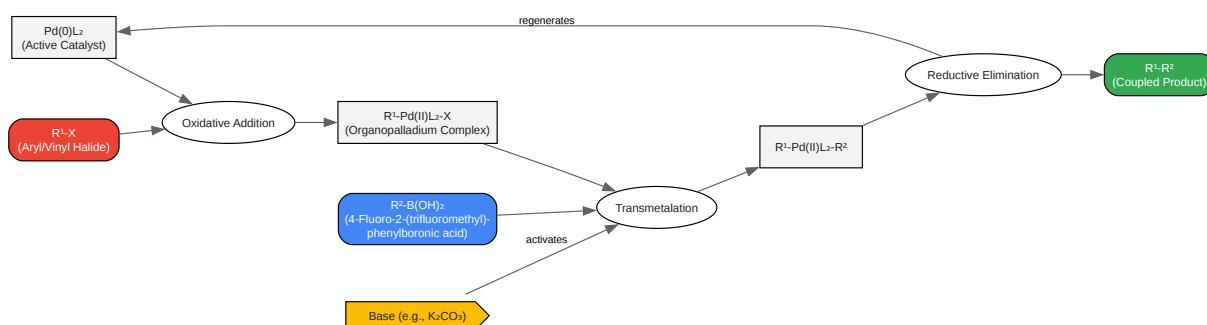 regenerates
Pd(0)L₂
(Active Catalyst)
Reductive Elimination
R¹-R²
(Coupled Product)
R¹-X
(Aryl/Vinyl Halide)
Oxidative Addition
R¹-Pd(II)L₂-X
(Organopalladium Complex)
R¹-Pd(II)L₂-R²
R²-B(OH)₂
(4-Fluoro-2-(trifluoromethyl)-
phenylboronic acid)
Transmetalation
activates
Base (e.g., K₂CO₃)